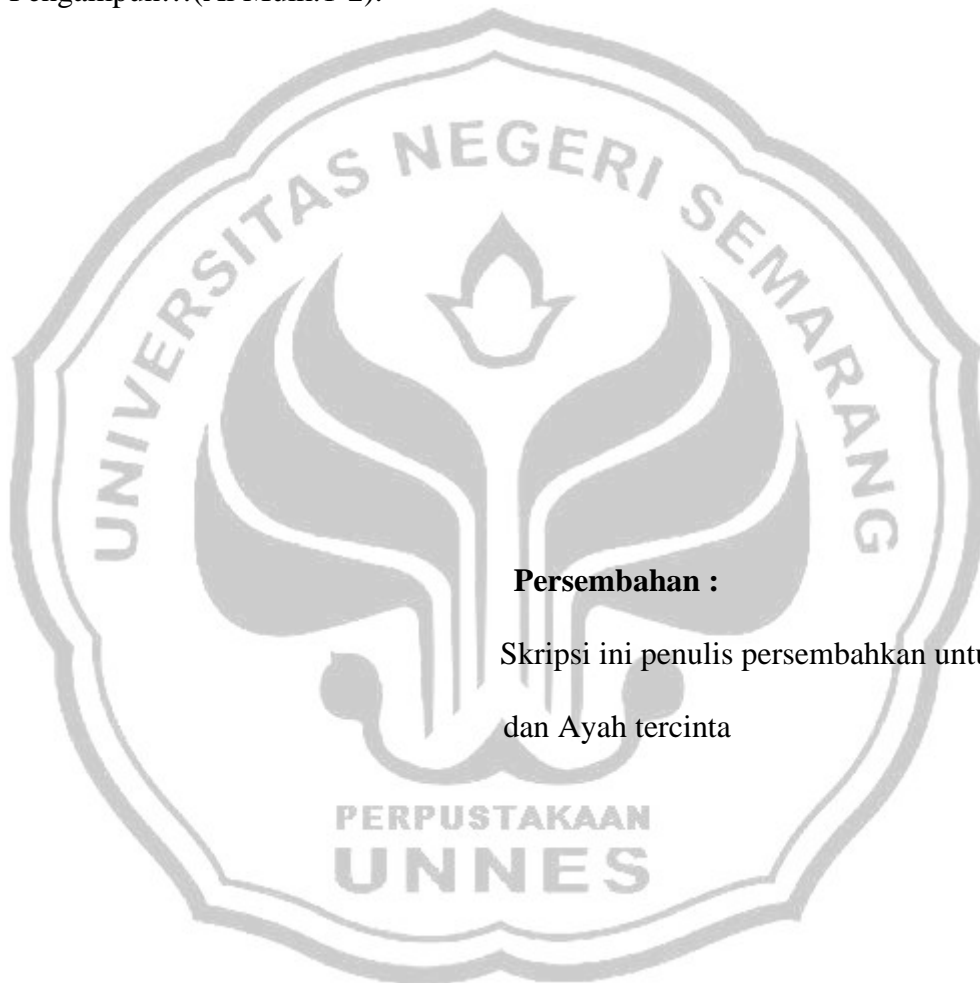 UNIVERSITAS NEGERI SEMARANG
Persembahan :
Skripsi ini penulis persembahkan
dan Ayah tercinta
PERPUSTAKAAN
UNNES